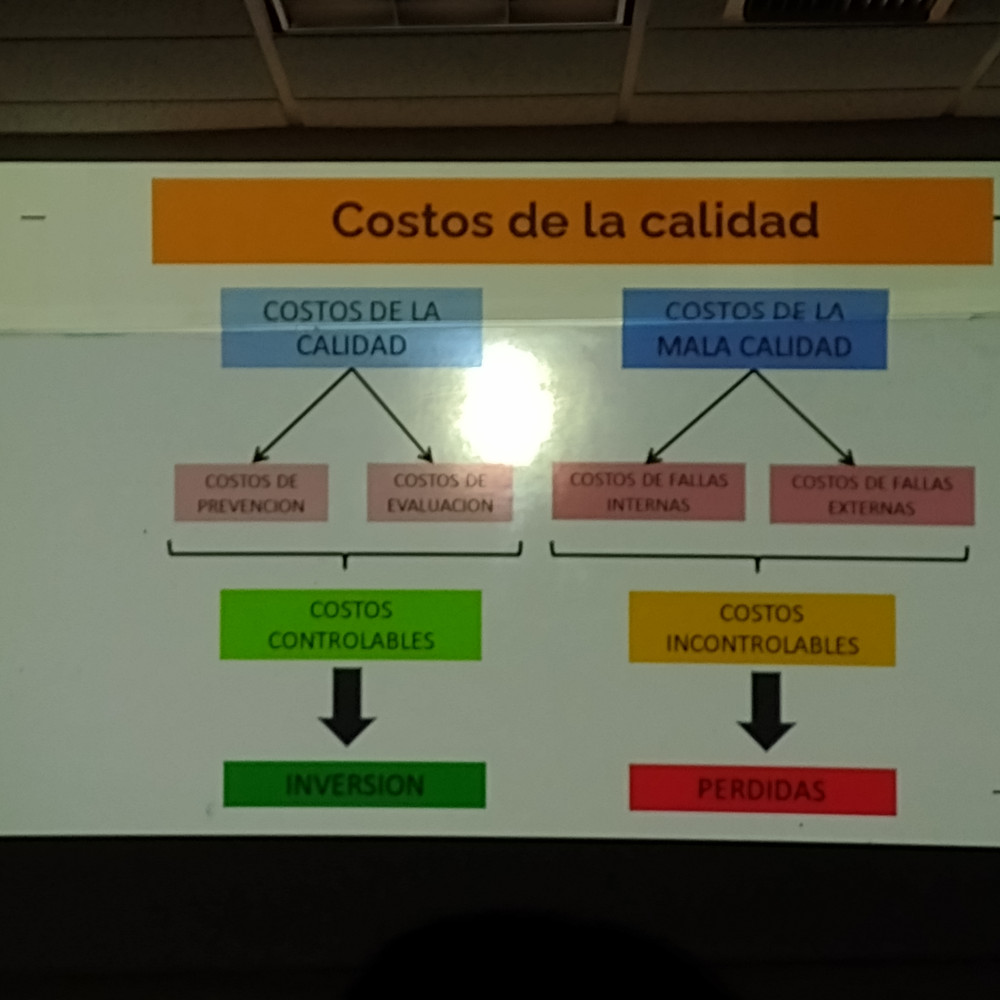 Costos de la calidad
COSTOS DE LA
CALIDAD
COSTOS DE LA
MALA CALIDAD
COSTOS DE
PREVENCION
COSTOS DE
EVALUACION
COSTOS DE FALLAS
INTERNAS
COSTOS DE FALLAS
EXTERNAS
COSTOS
CONTROLABLES
COSTOS
INCONTROLABLES
INVERSION
PERDIDAS